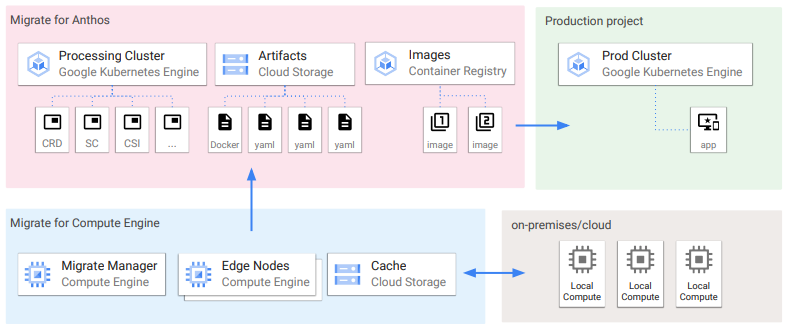 Migrate for Anthos
Processing Cluster
Google Kubernetes Engine
Artifacts
Cloud Storage
Images
Container Registry
CRD
SC
CSI
...
Docker
yaml
yaml
yaml
1
image
2
image
Production project
Prod Cluster
Google Kubernetes Engine
app
Migrate for Compute Engine
Migrate Manager
Compute Engine
Edge Nodes
Compute Engine
Cache
Cloud Storage
on-premises/cloud
Local
Compute
Local
Compute
Local
Compute